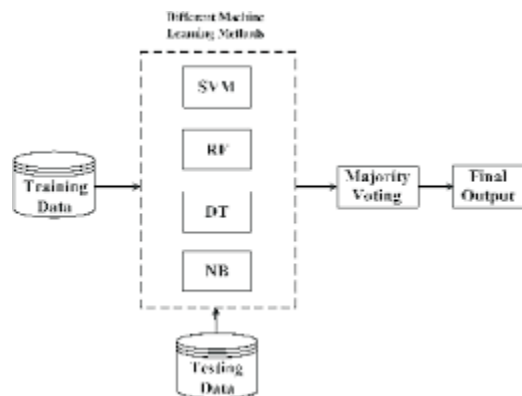 Different Machine
Learning Methods
SVM
RF
DT
NB
Training
Data
Majority
Voting
Final
Output
Testing
Data